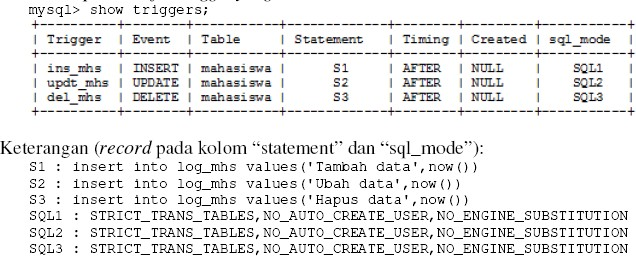 mysql> show triggers;
+----------+--------+-----------+-----------+--------+---------+----------+
| Trigger | Event | Table | Statement | Timing | Created | sql_mode |
+----------+--------+-----------+-----------+--------+---------+----------+
| ins_mhs | INSERT | mahasiswa | S1 | AFTER | NULL | SQL1
| updt_mhs | UPDATE | mahasiswa | S2 | AFTER | NULL | SQL2
| del_mhs | DELETE | mahasiswa | S3 | AFTER | NULL | SQL3
+----------+--------+-----------+-----------+--------+---------+----------+
Keterangan (record pada kolom “statement” dan “sql_mode”):
S1 : insert into log_mhs values('Tambah data',now())
S2 : insert into log_mhs values('Ubah data',now())
S3 : insert into log_mhs values('Hapus data',now())
SQL1 : STRICT_TRANS_TABLES,NO_AUTO_CREATE_USER,NO_ENGINE_SUBSTITUTION
SQL2 : STRICT_TRANS_TABLES,NO_AUTO_CREATE_USER,NO_ENGINE_SUBSTITUTION
SQL3 : STRICT_TRANS_TABLES,NO_AUTO_CREATE_USER,NO_ENGINE_SUBSTITUTION